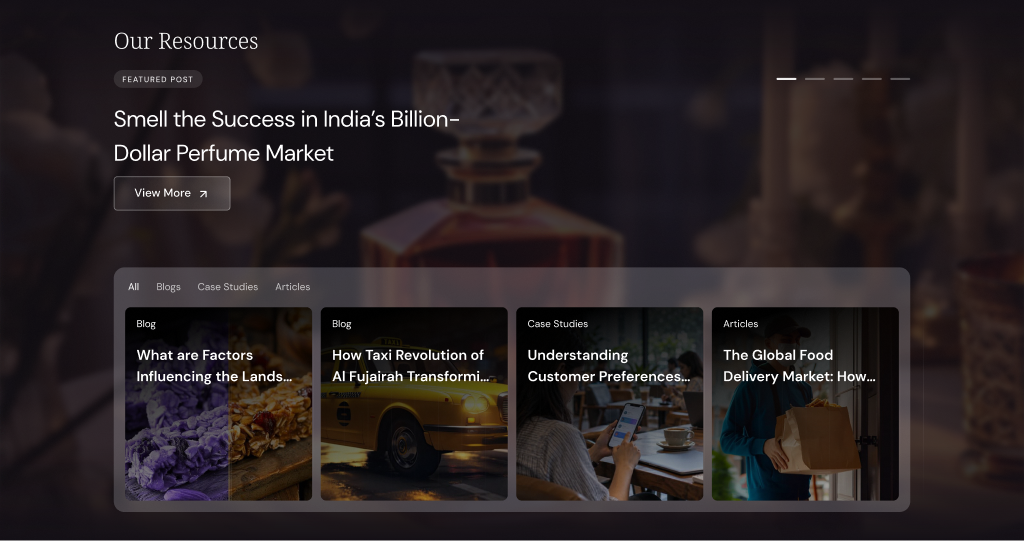 Our Resources
FEATURED POST
Smell the Success in India's Billion-
Dollar Perfume Market
View More
All Blogs Case Studies Articles
Blog
What are Factors
Influencing the Lands...
Blog
How Taxi Revolution of
Al Fujairah Transformi...
Case Studies
Understanding
Customer Preferences...
Articles
The Global Food
Delivery Market: How...